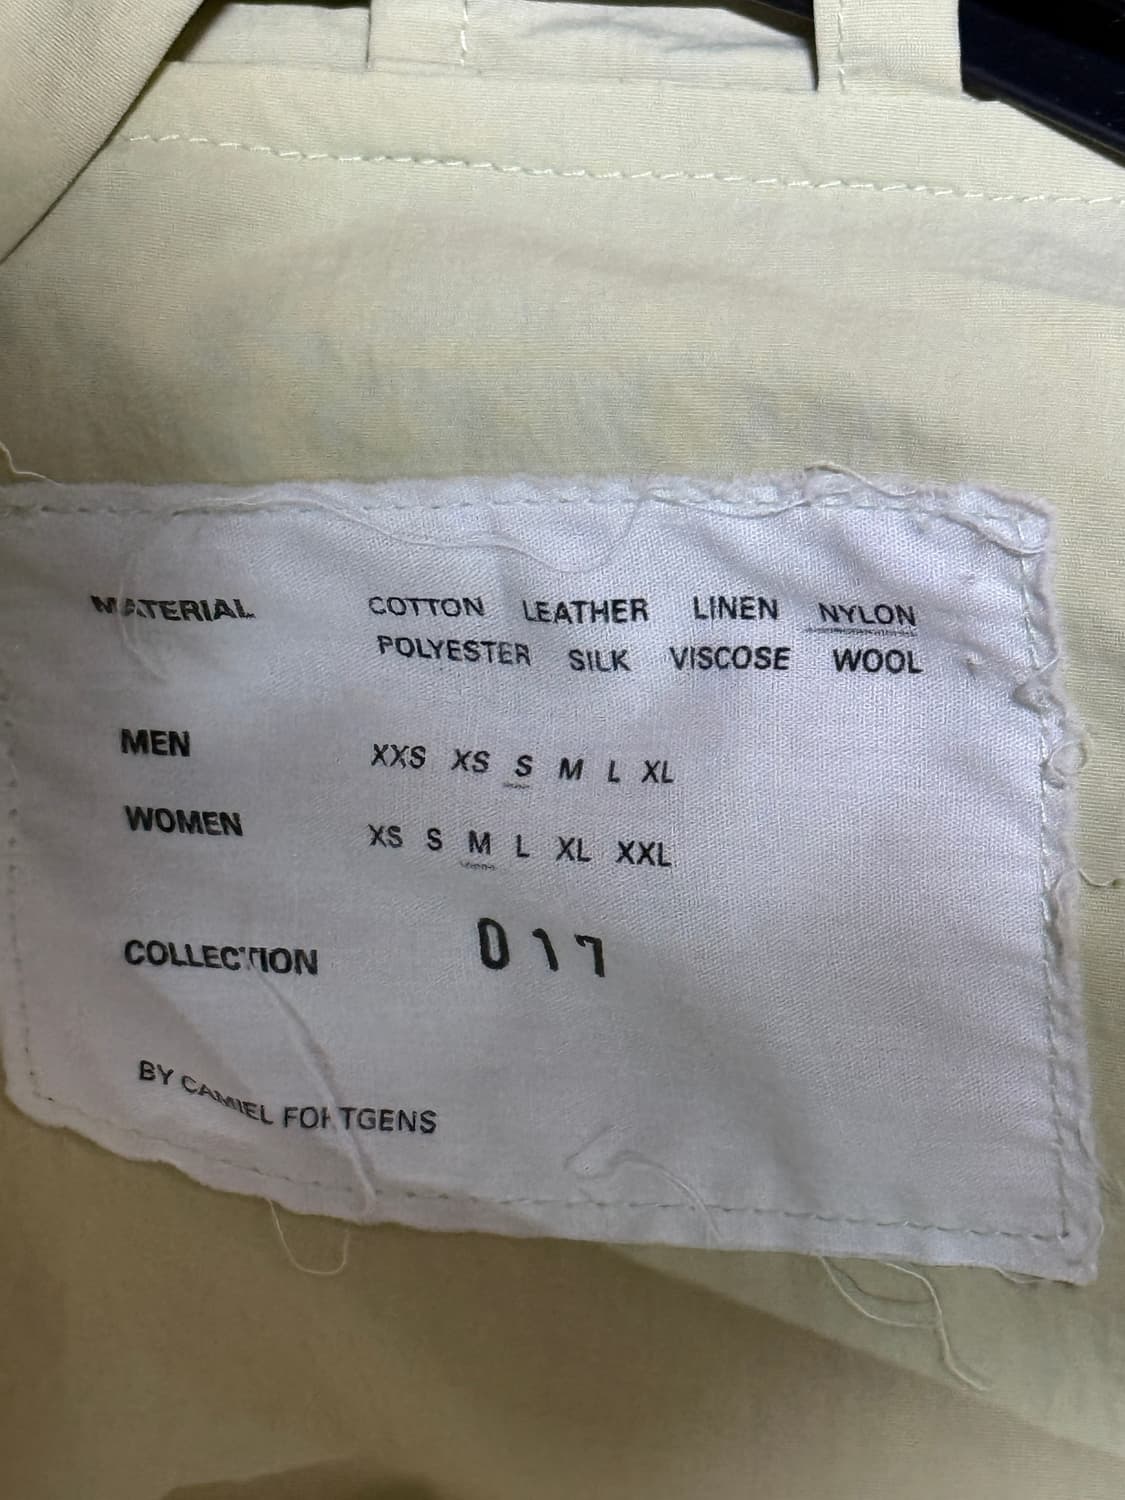 MATERIAL COTTON LEATHER LINEN NYLON
POLYESTER SILK VISCOSE WOOL
MEN XXS XS S M L XL
WOMEN XS S M L XL XXL
COLLECTION 017
BY CAMIEL FORTGENS